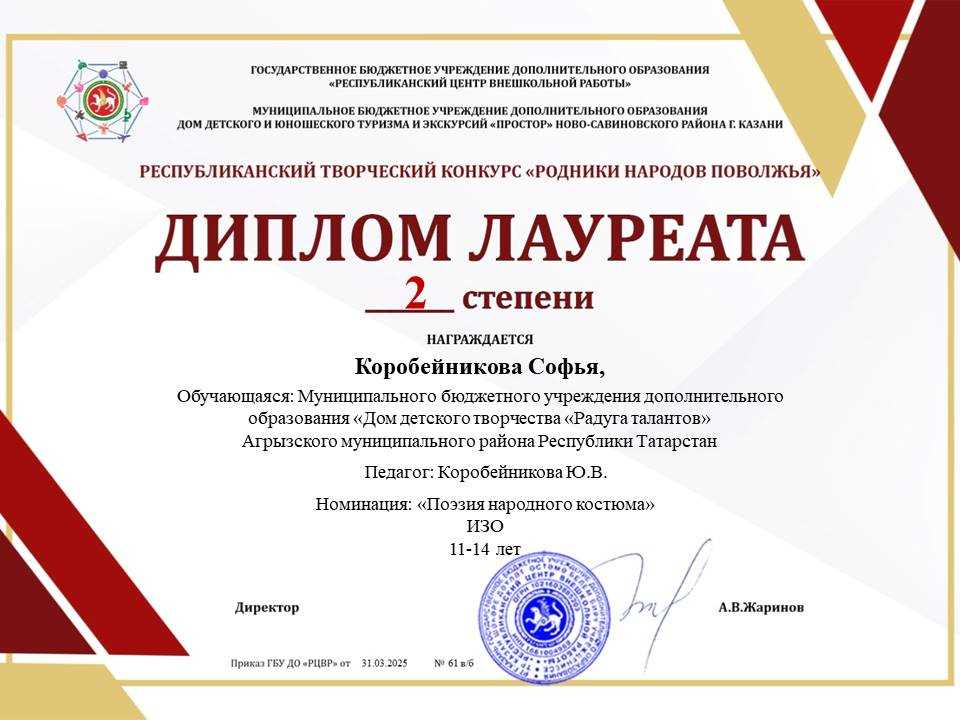 ГОСУДАРСТВЕННОЕ БЮДЖЕТНОЕ УЧРЕЖДЕНИЕ ДОПОЛНИТЕЛЬНОГО ОБРАЗОВАНИЯ
«РЕСПУБЛИКАНСКИЙ ЦЕНТР ВНЕШКОЛЬНОЙ РАБОТЫ»
МУНИЦИПАЛЬНОЕ БЮДЖЕТНОЕ УЧРЕЖДЕНИЕ ДОПОЛНИТЕЛЬНОГО ОБРАЗОВАНИЯ
ДОМ ДЕТСКОГО И ЮНОШЕСКОГО ТУРИЗМА И ЭКСКУРСИЙ «ПРОСТОР» НОВО-САВИНОВСКОГО РАЙОНА Г. КАЗАНИ
РЕСПУБЛИКАНСКИЙ ТВОРЧЕСКИЙ КОНКУРС «РОДНИКИ НАРОДОВ ПОВОЛЖЬЯ»
ДИПЛОМ ЛАУРЕАТА
2 степени
НАГРАЖДАЕТСЯ
Коробейникова Софья,
Обучающаяся: Муниципального бюджетного учреждения дополнительного
образования «Дом детского творчества «Радуга талантов»
Агрызского муниципального района Республики Татарстан
Педагог: Коробейникова Ю.В.
Номинация: «Поэзия народного костюма»
ИЗО
11-14 лет
Директор
А.В.Жаринов
Приказ ГБУ ДО «РЦВР» от 31.03.2025 № 61 в/б